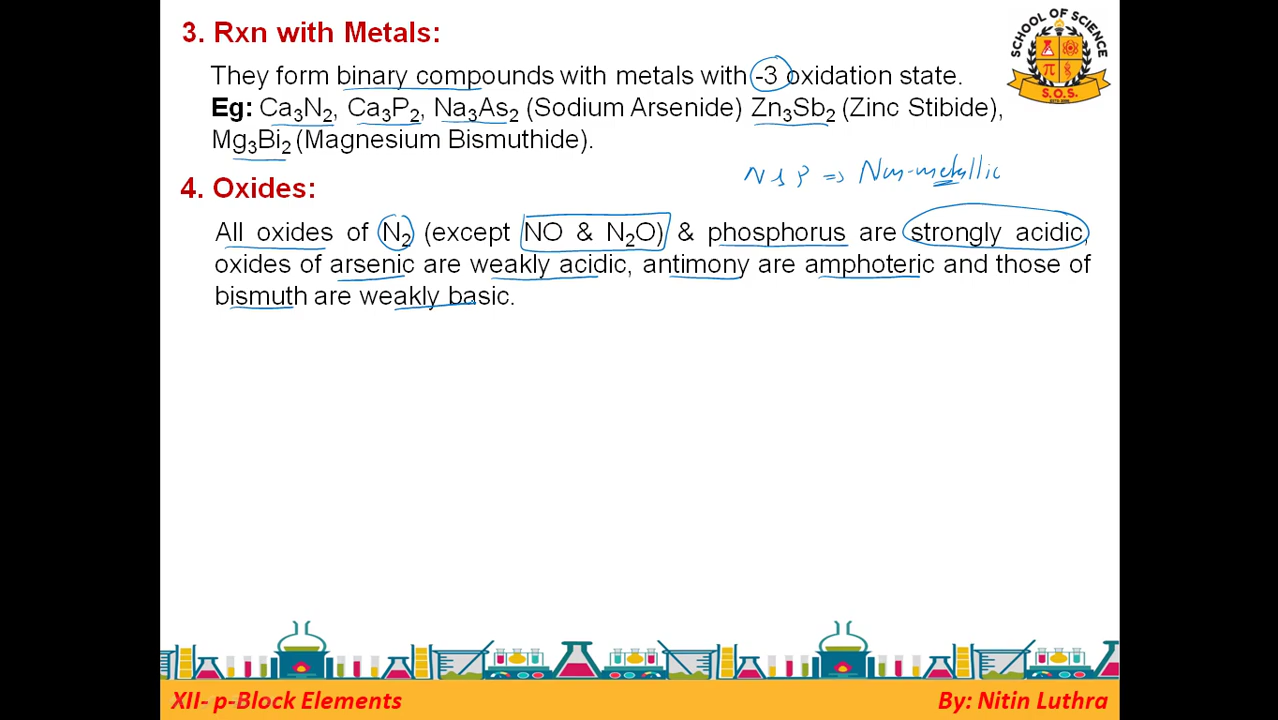 3. Rxn with Metals:
They form binary compounds with metals with -3 oxidation state.
Eg: Ca₃N₂, Ca₃P₂, Na₃As₂ (Sodium Arsenide) Zn₃Sb₂ (Zinc Stibide),
Mg₃Bi₂ (Magnesium Bismuthide).
N & P ⇒ Non-metallic
4. Oxides:
All oxides of N₂ (except NO & N₂O) & phosphorus are strongly acidic,
oxides of arsenic are weakly acidic, antimony are amphoteric and those of
bismuth are weakly basic.
SCHOOL OF SCIENCE
S.O.S.
XII- p-Block Elements
By: Nitin Luthra